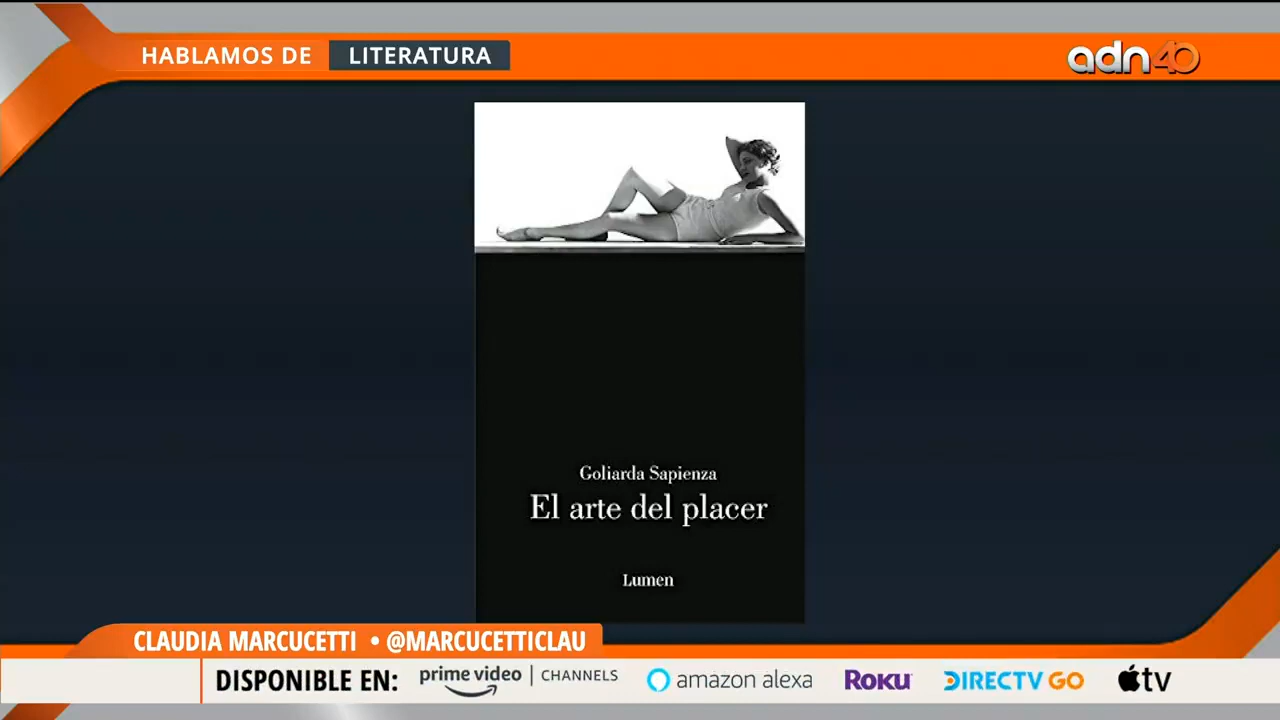 HABLAMOS DE LITERATURA
adn40
Goliarda Sapienza
El arte del placer
Lumen
CLAUDIA MARCUCETTI • @MARCUCETTICLAU
DISPONIBLE EN: prime video | CHANNELS amazon alexa ROKU DIRECTV GO tv